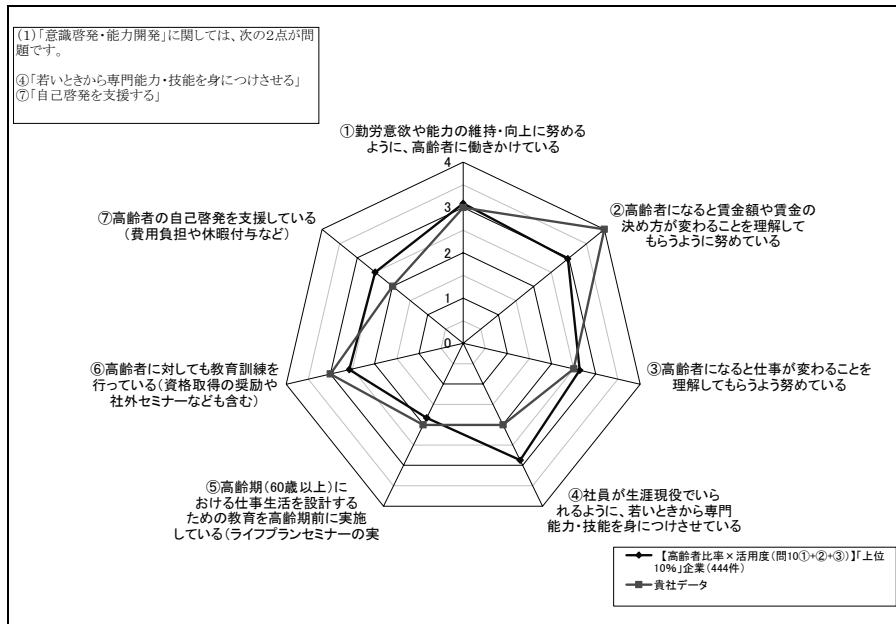 (1)「意識啓発・能力開発」に関しては、次の2点が問
題です。
④「若いときから専門能力・技能を身につけさせる」
⑦「自己啓発を支援する」
①勤労意欲や能力の維持・向上に努める
ように、高齢者に働きかけている
4
3
2
1
0
②高齢者になると賃金額や賃金の
決め方が変わることを理解して
もらうように努めている
③高齢者になると仕事が変わることを
理解してもらうよう努めている
④社員が生涯現役でいら
れるように、若いときから専門
能力・技能を身につけさせている
⑤高齢期(60歳以上)に
おける仕事生活を設計する
ための教育を高齢期前に実施
している(ライフプランセミナーの実
⑥高齢者に対しても教育訓練を
行っている(資格取得の奨励や
社外セミナーなども含む)
⑦高齢者の自己啓発を支援している
(費用負担や休暇付与など)
【高齢者比率×活用度(問10①+②+③)】「上位
10%」企業(444件)
貴社データ